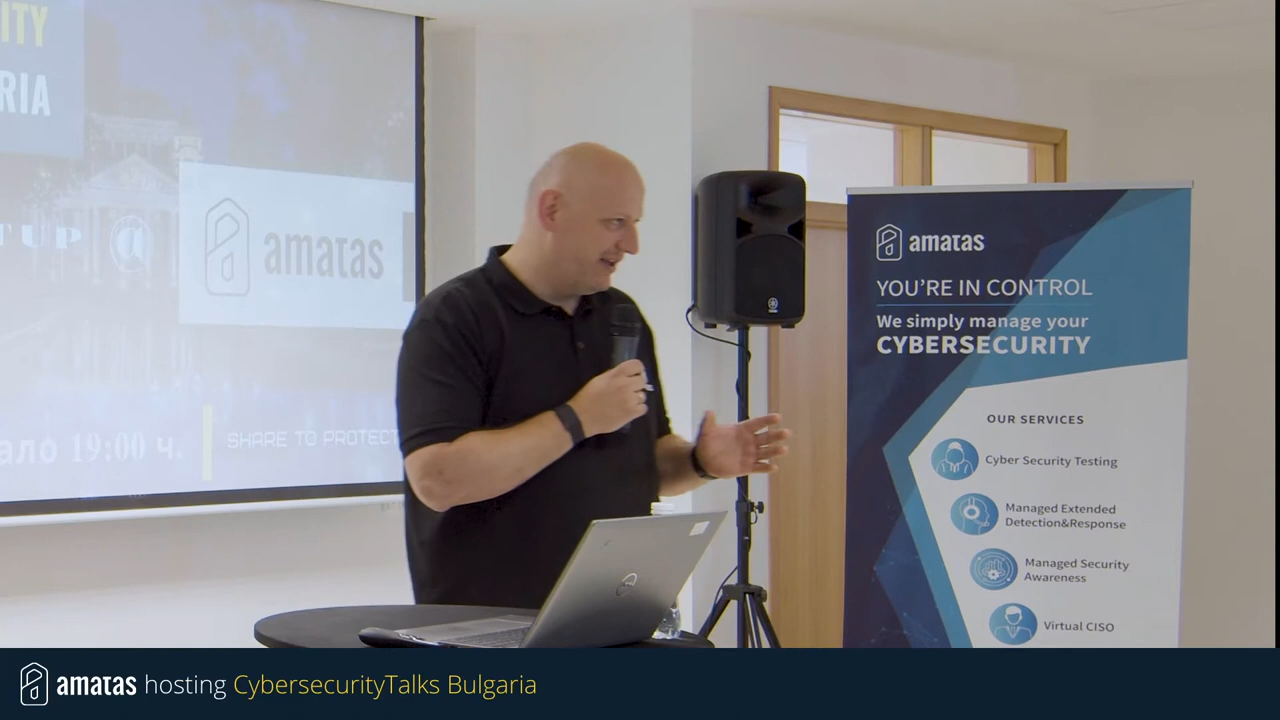 ITY
RIA
TUP @
amatas
ало 19:00 ч.
SHARE TO PROTECT
amatas
YOU'RE IN CONTROL
We simply manage your
CYBERSECURITY
OUR SERVICES
Cyber Security Testing
Managed Extended
Detection&Response
Managed Security
Awareness
Virtual CISO
amatas hosting CybersecurityTalks Bulgaria